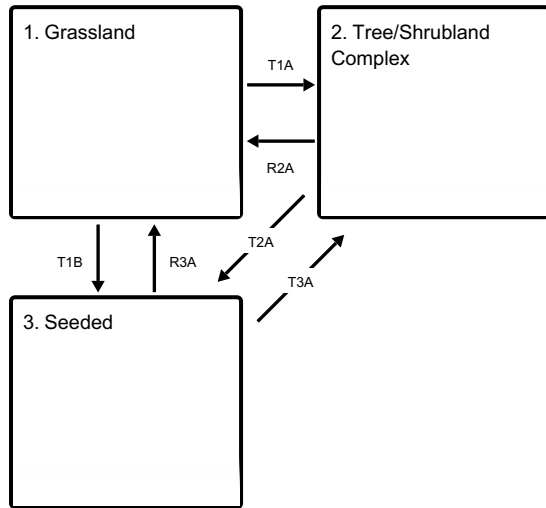 1. Grassland
2. Tree/Shrubland
Complex
T1A
R2A
T2A
T1B
R3A
T3A
3. Seeded